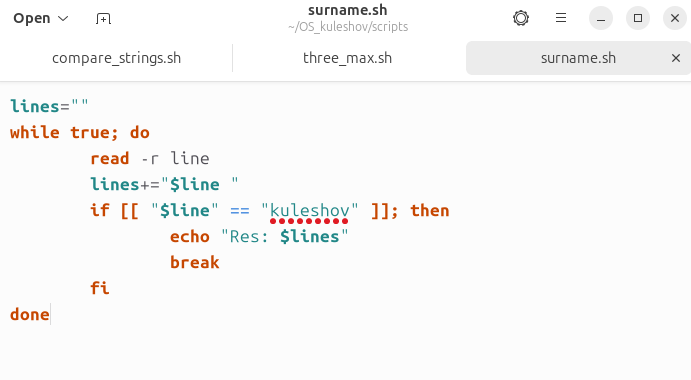 Open
surname.sh
~/OS_kuleshov/scripts
compare_strings.sh three_max.sh surname.sh
lines=""
while true; do
        read -r line
        lines+="$line "
        if [[ "$line" == "kuleshov" ]]; then
                echo "Res: $lines"
                break
        fi
done